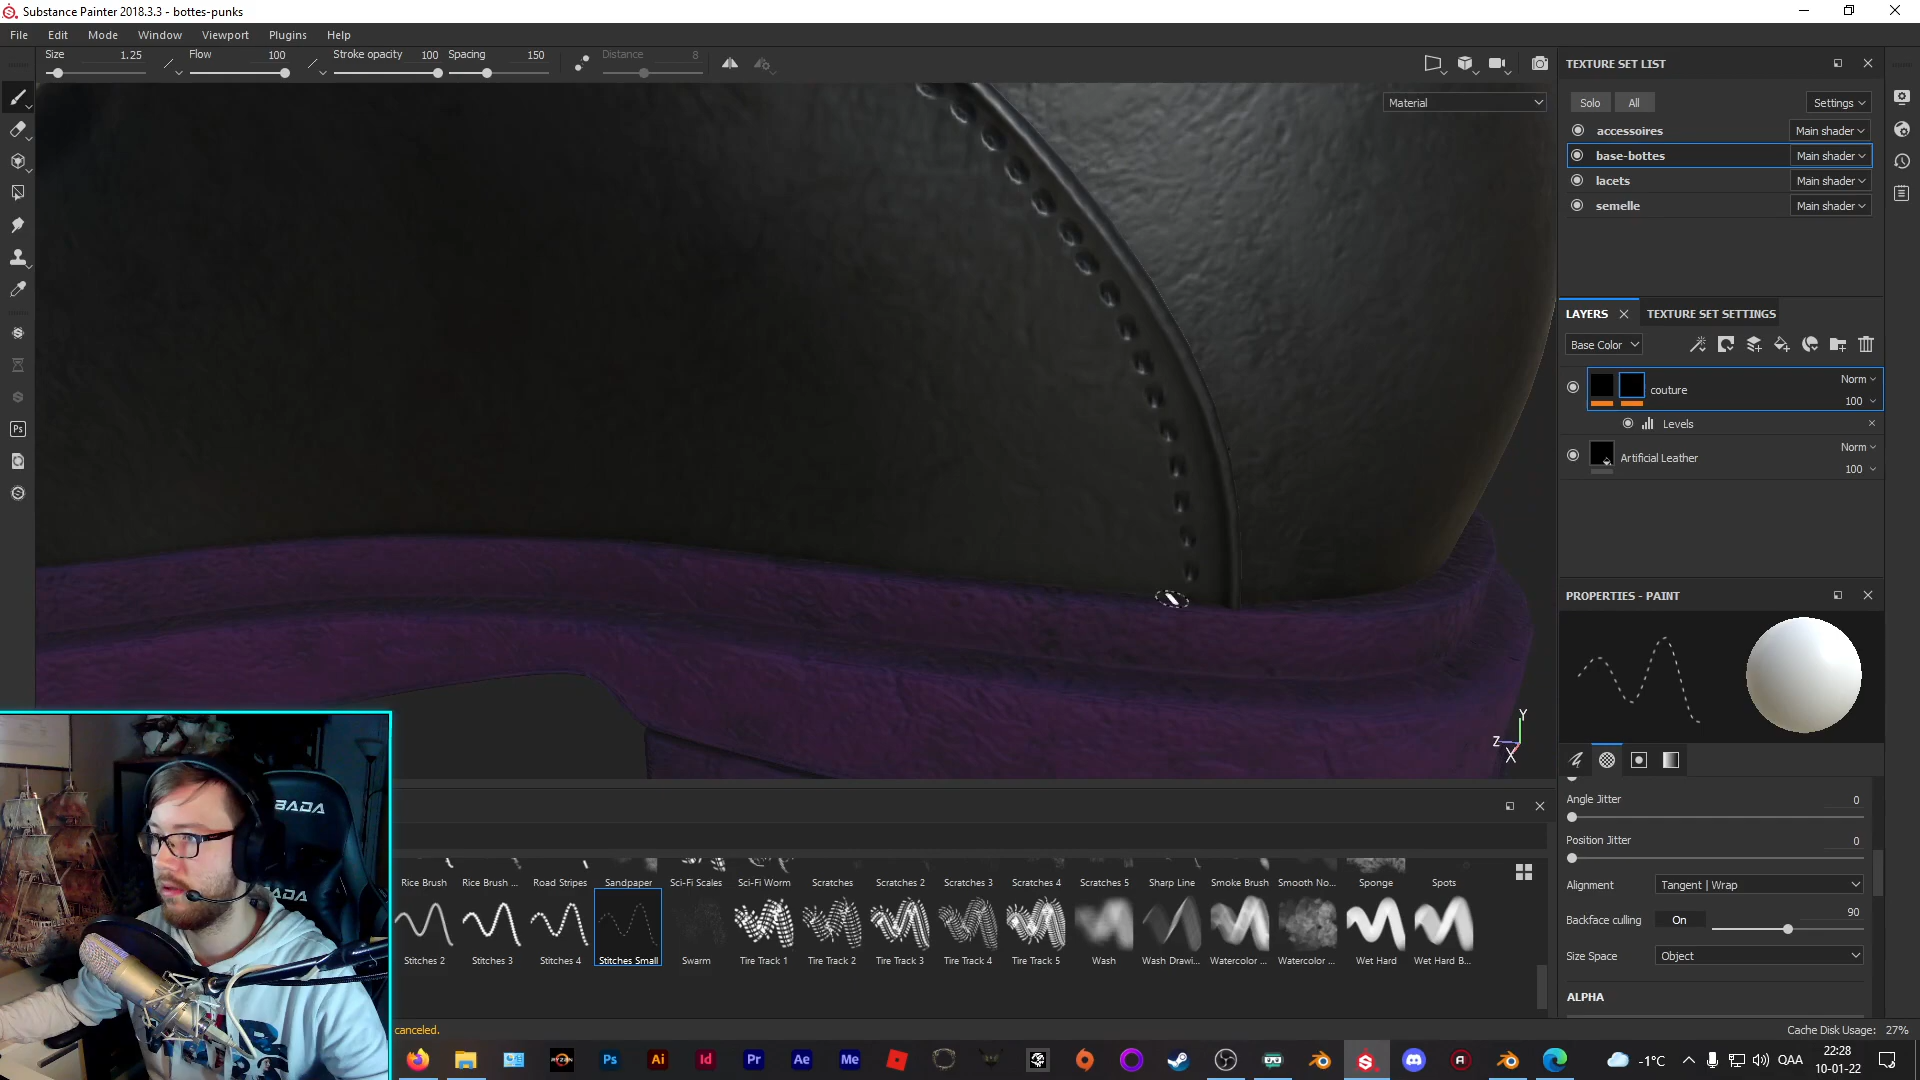 Substance Painter 2018.3.3 - bottes-punks
File Edit Mode Window Viewport Plugins Help
Size 1.25 Flow 100 Stroke opacity 100 Spacing 150 Distance 8
Material
TEXTURE SET LIST
Solo All Settings
accessoires Main shader
base-bottes Main shader
lacets Main shader
semelle Main shader
LAYERS TEXTURE SET SETTINGS
Base Color
couture Norm 100
Levels
Artificial Leather Norm 100
PROPERTIES - PAINT
Angle Jitter 0
Position Jitter 0
Alignment Tangent | Wrap
Backface culling On 90
Size Space Object
ALPHA
Y
Z
X
Ps
Rice Brush Rice Brush ... Road Stripes Sandpaper Sci-Fi Scales Sci-Fi Worm Scratches Scratches 2 Scratches 3 Scratches 4 Scratches 5 Sharp Line Smoke Brush Smooth No... Sponge Spots
Stitches 2 Stitches 3 Stitches 4 Stitches Small Swarm Tire Track 1 Tire Track 2 Tire Track 3 Tire Track 4 Tire Track 5 Wash Wash Drawi... Watercolor ... Watercolor ... Wet Hard Wet Hard B...
BADA
canceled.
Cache Disk Usage: 27%
RYZEN Ps Ai Id Pr Ae Me
-1°C QAA 22:28
10-01-22